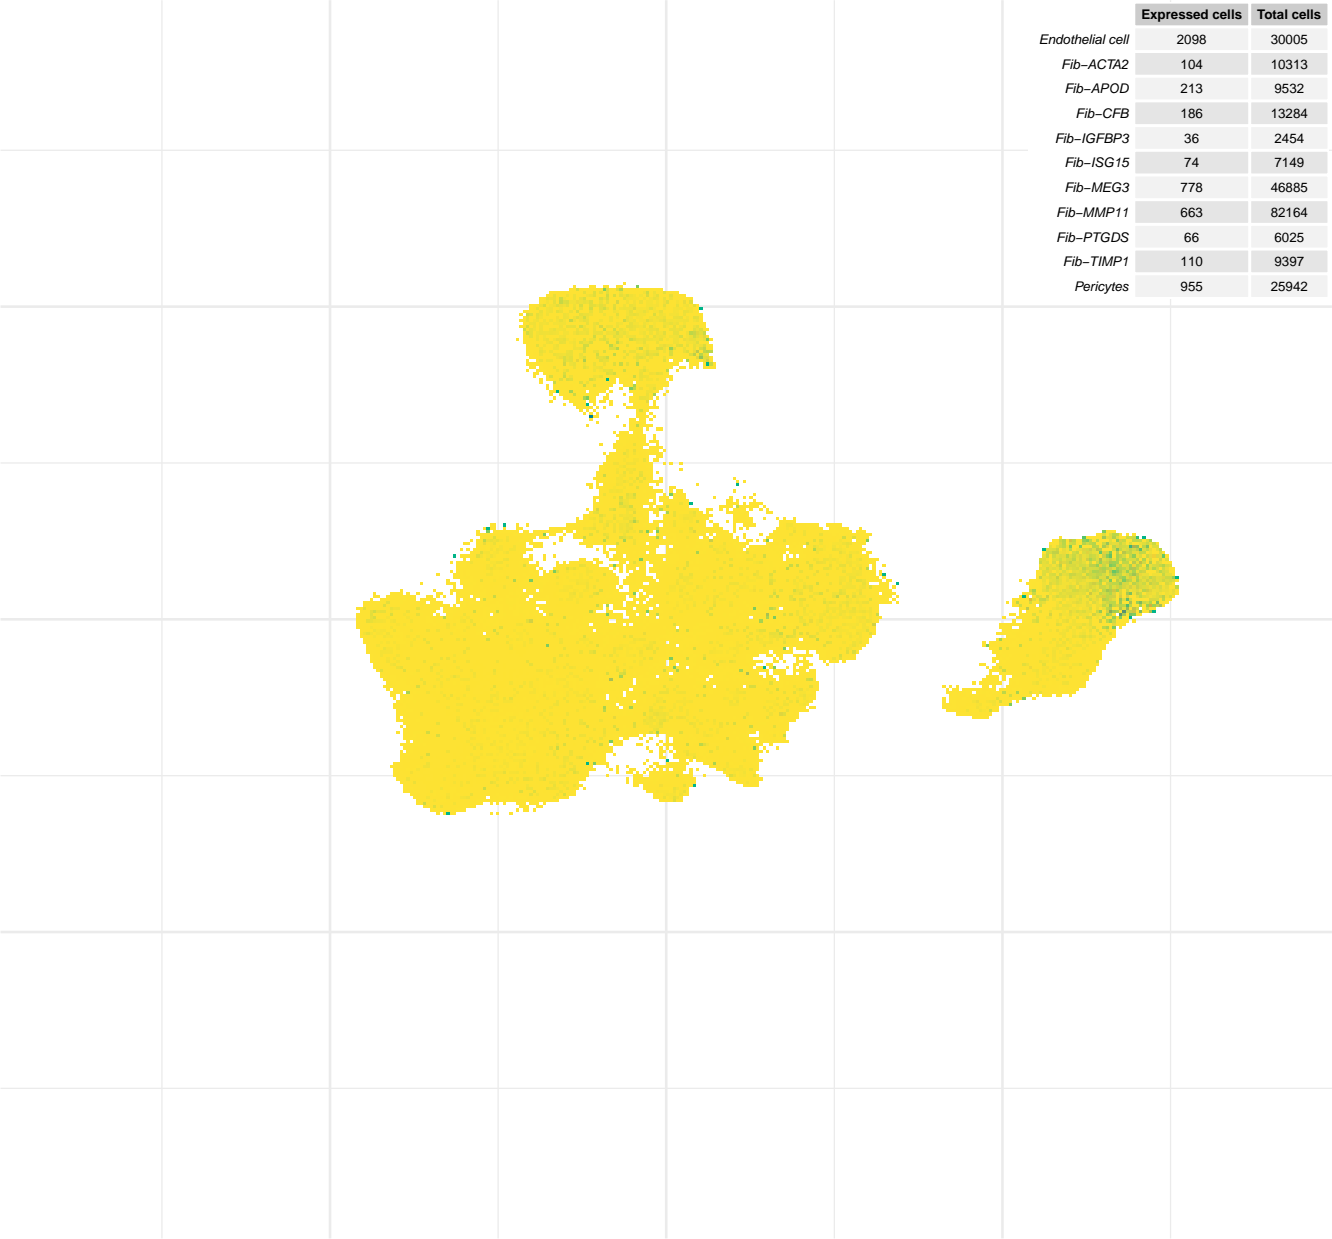 Expressed cells Total cells
Endothelial cell 2098 30005
Fib−ACTA2 104 10313
Fib−APOD 213 9532
Fib−CFB 186 13284
Fib−IGFBP3 36 2454
Fib−ISG15 74 7149
Fib−MEG3 778 46885
Fib−MMP11 663 82164
Fib−PTGDS 66 6025
Fib−TIMP1 110 9397
Pericytes 955 25942